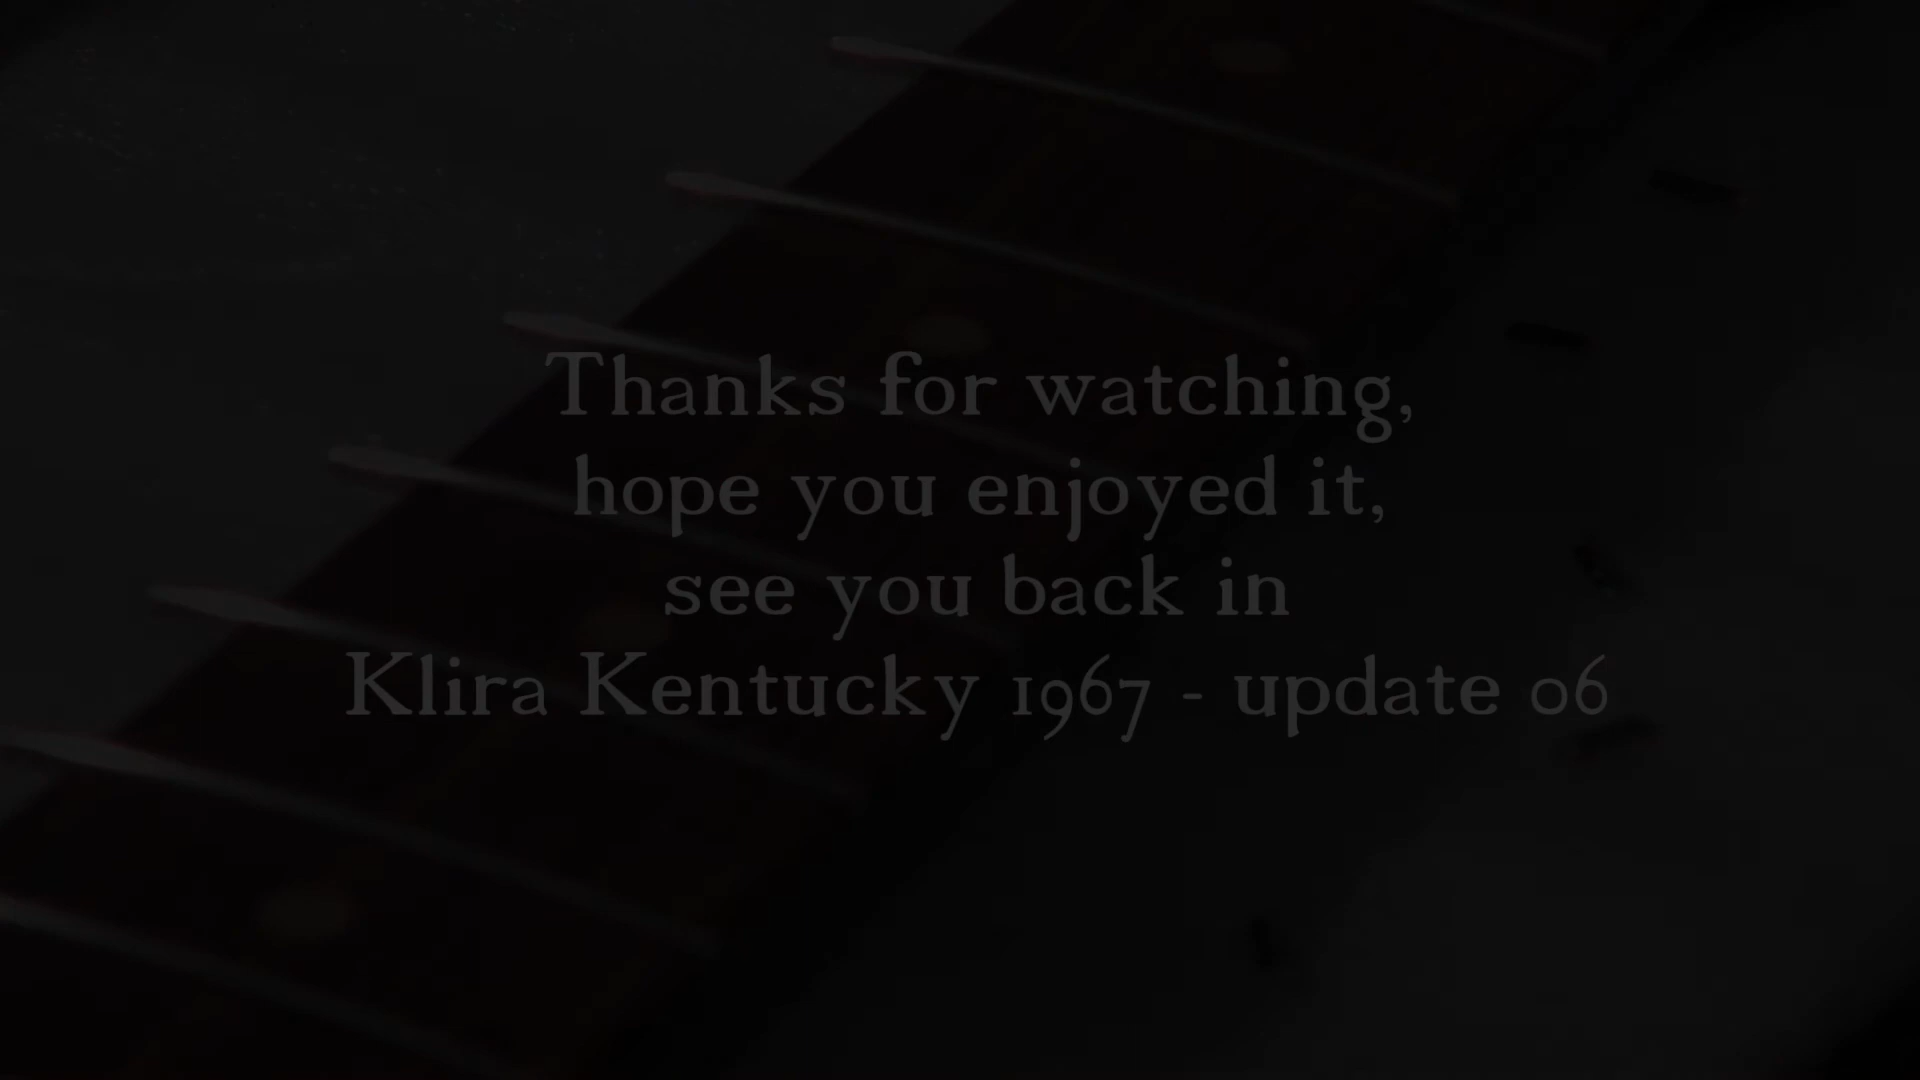 Thanks for watching,
hope you enjoyed it,
see you back in
Klira Kentucky 1967 - update 06